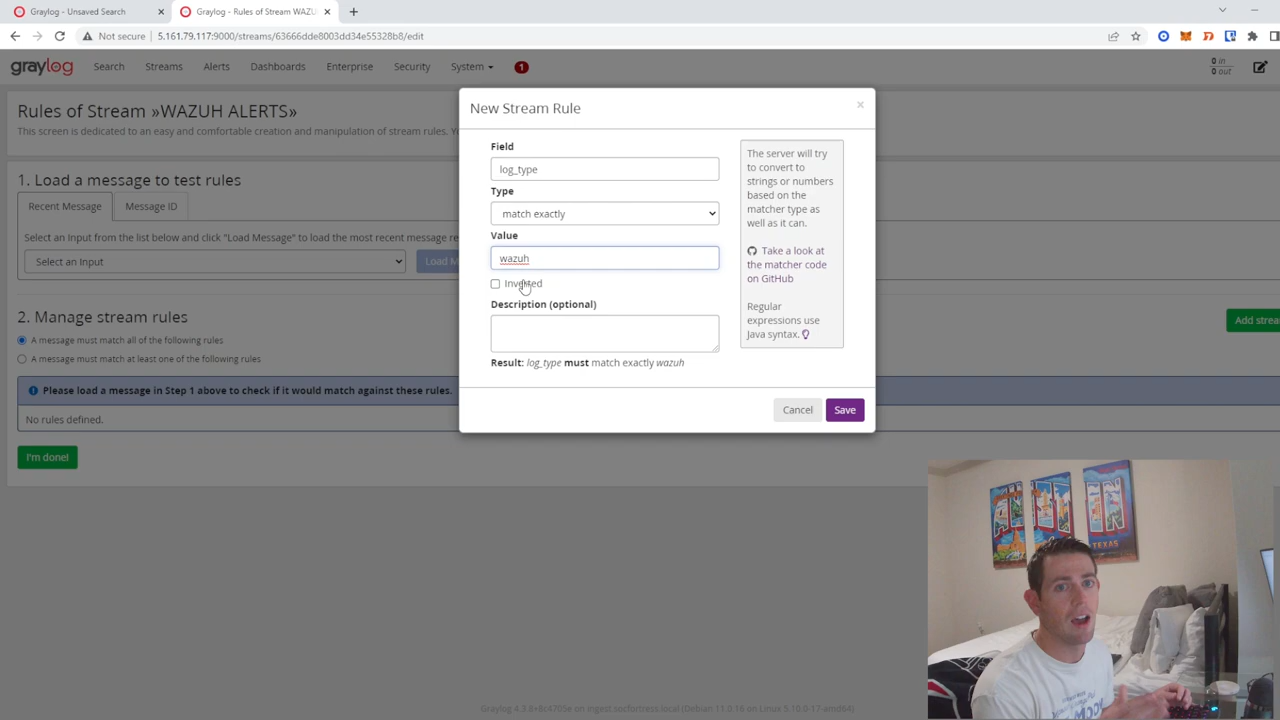 Graylog - Unsaved Search
Graylog - Rules of Stream WAZU
Not secure
5.161.79.117:9000/streams/63666dde8003dd34e55328b8/edit
graylog
Search
Streams
Alerts
Dashboards
Enterprise
Security
System
1
0 in
0 out
Rules of Stream »WAZUH ALERTS»
This screen is dedicated to an easy and comfortable creation and manipulation of stream rules. Y
1. Load a message to test rules
Recent Message
Message ID
Select an Input from the list below and click "Load Message" to load the most recent message re
Select an Input
Load M
2. Manage stream rules
A message must match all of the following rules
A message must match at least one of the following rules
Add strea
Please load a message in Step 1 above to check if it would match against these rules.
No rules defined.
I'm done!
New Stream Rule
Field
log_type
Type
match exactly
Value
wazuh
Inverted
Description (optional)
Result: log_type must match exactly wazuh
The server will try
to convert to
strings or numbers
based on the
matcher type as
well as it can.
Take a look at
the matcher code
on GitHub
Regular
expressions use
Java syntax.
Cancel
Save
AUSTIN
TEXAS